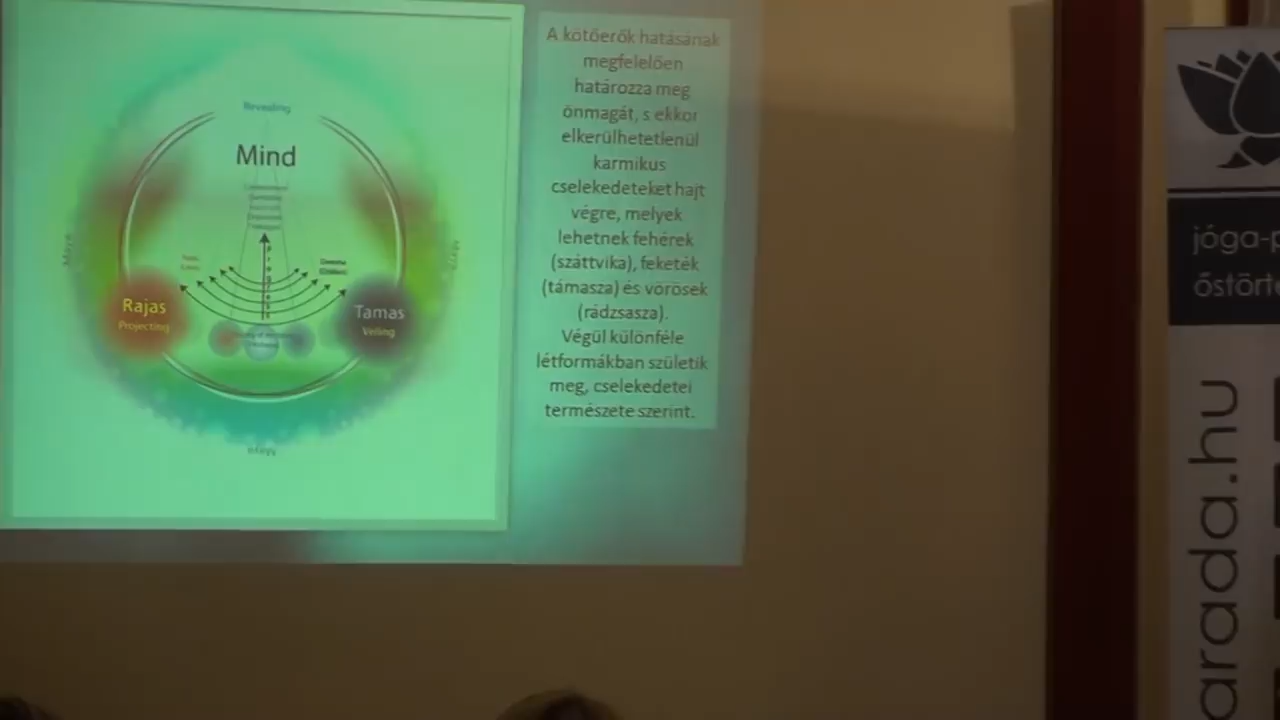 Revealing
Mind
Rajas
Projecting
Tamas
Veiling
A kötőerők hatásának
megfelelően
határozza meg
önmagát, s ekkor
elkerülhetetlenül
karmikus
cselekedeteket hajt
végre, melyek
lehetnek fehérek
(száttvika), feketék
(támasza) és vörösek
(rádzsasza).
Végül különféle
létformákban születik
meg, cselekedetei
természete szerint.
jóga-p
őstörté
arada.hu